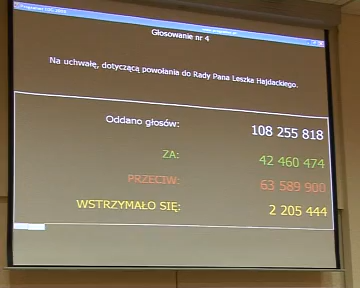 Głosowanie nr 4
Na uchwałę, dotyczącą powołania do Rady Pana Leszka Hajdackiego.
Oddano głosów: 108 255 818
ZA: 42 460 474
PRZECIW: 63 589 900
WSTRZYMAŁO SIĘ: 2 205 444